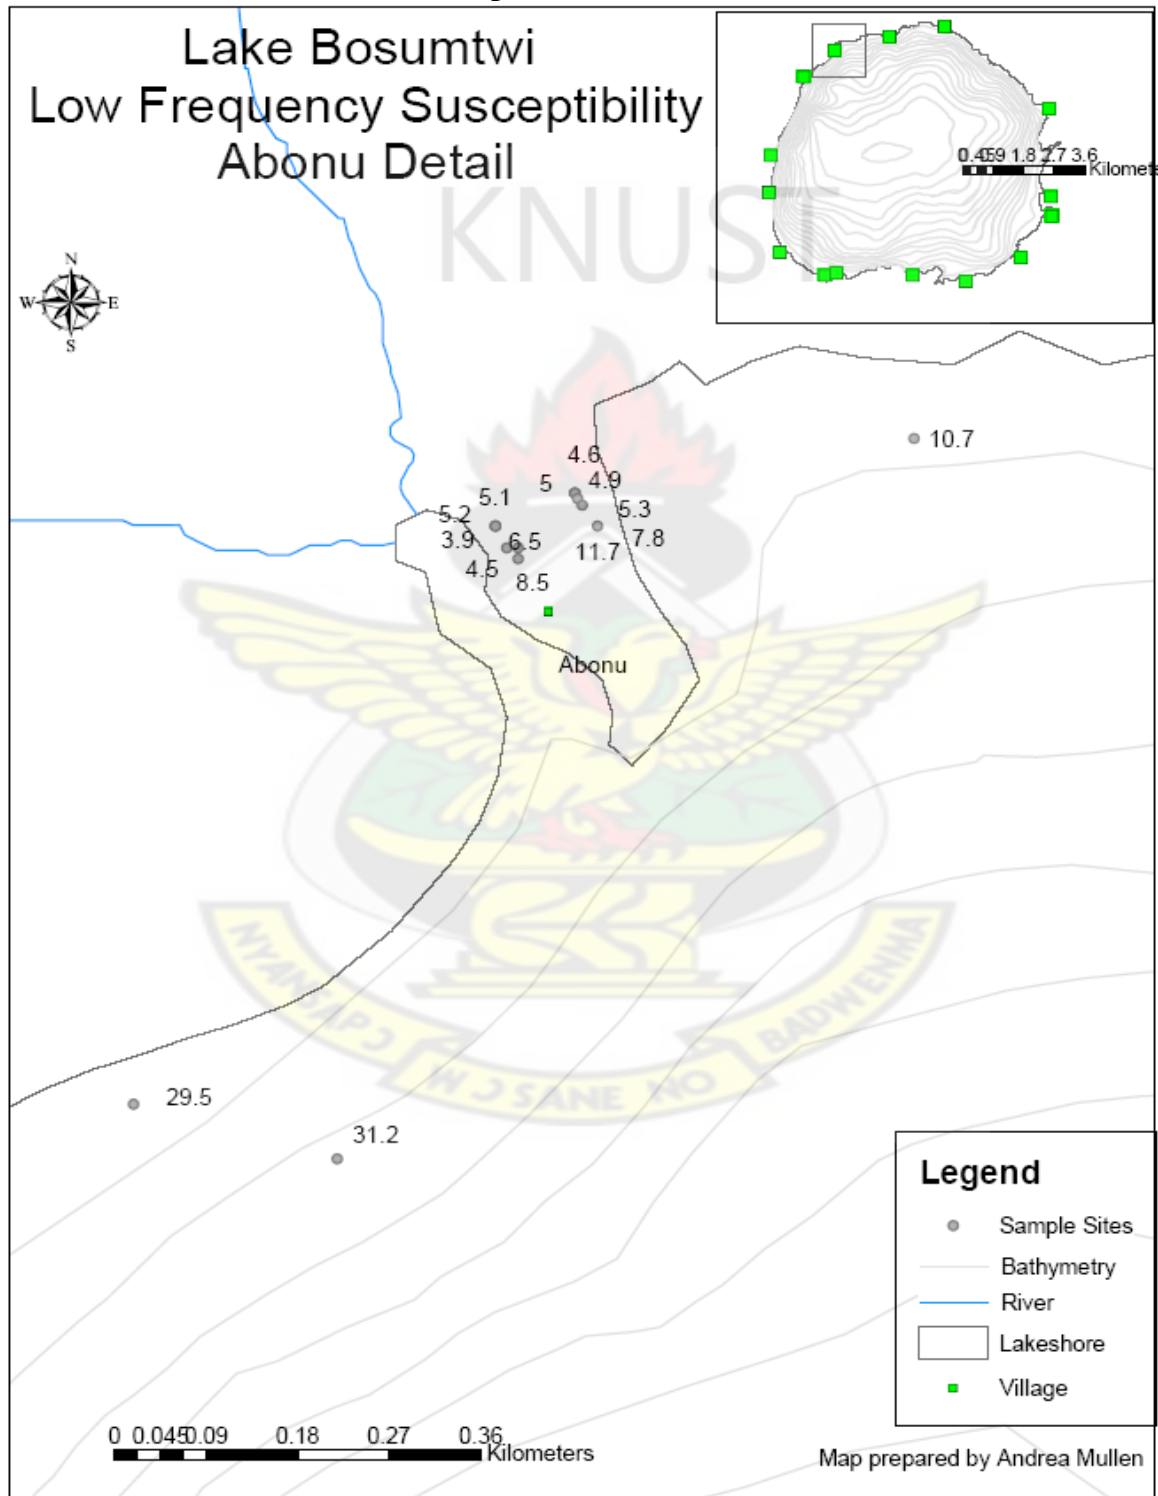 Lake Bosumtwi
Low Frequency Susceptibility
Abonu Detail
KNUST
0 0.45 0.9 1.8 2.7 3.6
N
W E
S
10.7
4.6
5 4.9
5.1
5.2 5.3
3.9 6.5 11.7 7.8
4.5 8.5
Abonu
NYANSAPƆ WƆSANE NO BADWENMA
29.5
31.2
Legend
Sample Sites
Bathymetry
River
Lakeshore
Village
0 0.045 0.09 0.18 0.27 0.36
Kilometers
Map prepared by Andrea Mullen